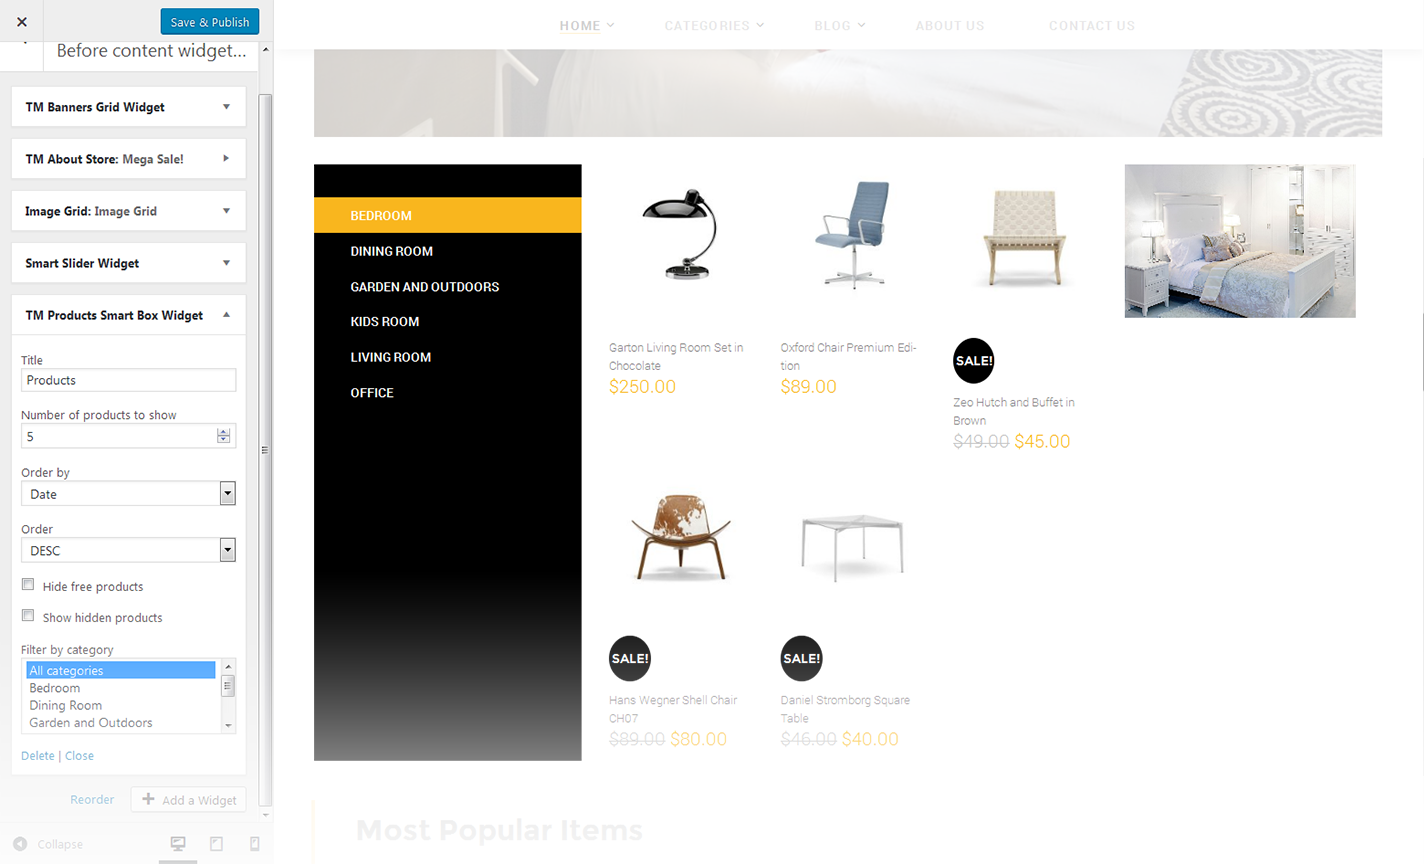 Save & Publish
Before content widget...
TM Banners Grid Widget
TM About Store: Mega Sale!
Image Grid: Image Grid
Smart Slider Widget
TM Products Smart Box Widget
Title
Products
Number of products to show
5
Order by
Date
Order
DESC
Hide free products
Show hidden products
Filter by category
All categories
Bedroom
Dining Room
Garden and Outdoors
Delete | Close
Reorder
Add a Widget
Collapse
HOME
CATEGORIES
BLOG
ABOUT US
CONTACT US
BEDROOM
DINING ROOM
GARDEN AND OUTDOORS
KIDS ROOM
LIVING ROOM
OFFICE
Garton Living Room Set in
Chocolate
$250.00
Oxford Chair Premium Edi-
tion
$89.00
SALE!
Zeo Hutch and Buffet in
Brown
$49.00 $45.00
SALE!
Hans Wegner Shell Chair
CH07
$89.00 $80.00
SALE!
Daniel Stromborg Square
Table
$46.00 $40.00
Most Popular Items